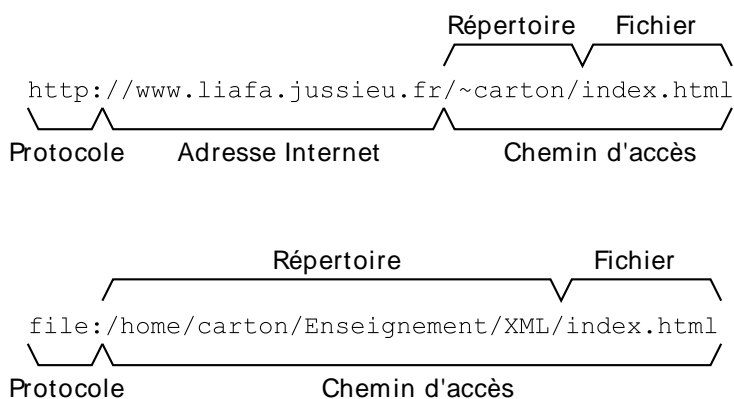 Répertoire Fichier
http://www.liafa.jussieu.fr/~carton/index.html
Protocole Adresse Internet Chemin d'accès
Répertoire Fichier
file:/home/carton/Enseignement/XML/index.html
Protocole Chemin d'accès